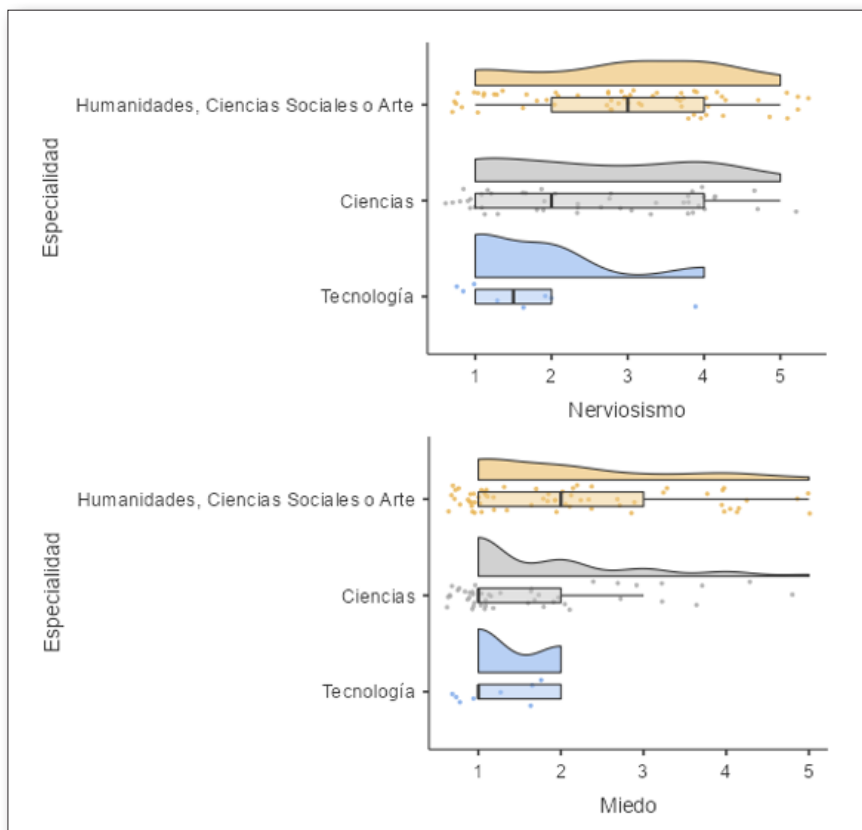 Especialidad
Humanidades, Ciencias Sociales o Arte
Ciencias
Tecnología
1 2 3 4 5
Nerviosismo
Especialidad
Humanidades, Ciencias Sociales o Arte
Ciencias
Tecnología
1 2 3 4 5
Miedo